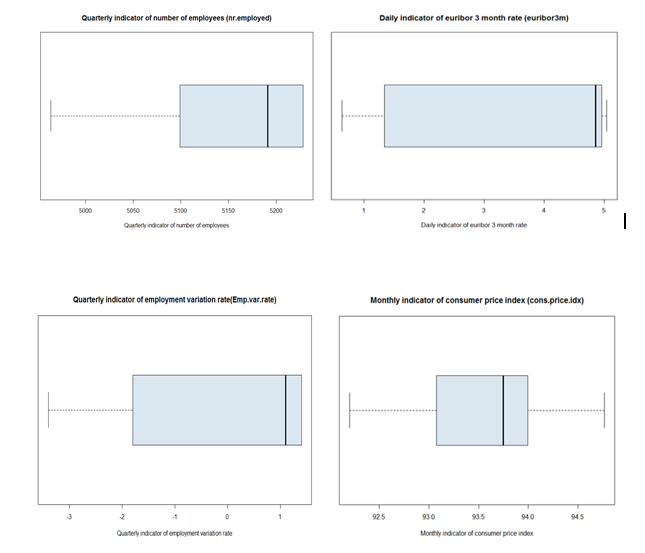 Quarterly indicator of number of employees (nr.employed)
5000 5050 5100 5150 5200
Quarterly indicator of number of employees
Daily indicator of euribor 3 month rate (euribor3m)
1 2 3 4 5
Daily indicator of euribor 3 month rate
Quarterly indicator of employment variation rate(Emp.var.rate)
-3 -2 -1 0 1
Quarterly indicator of employment variation rate
Monthly indicator of consumer price index (cons.price.idx)
92.5 93.0 93.5 94.0 94.5
Monthly indicator of consumer price index